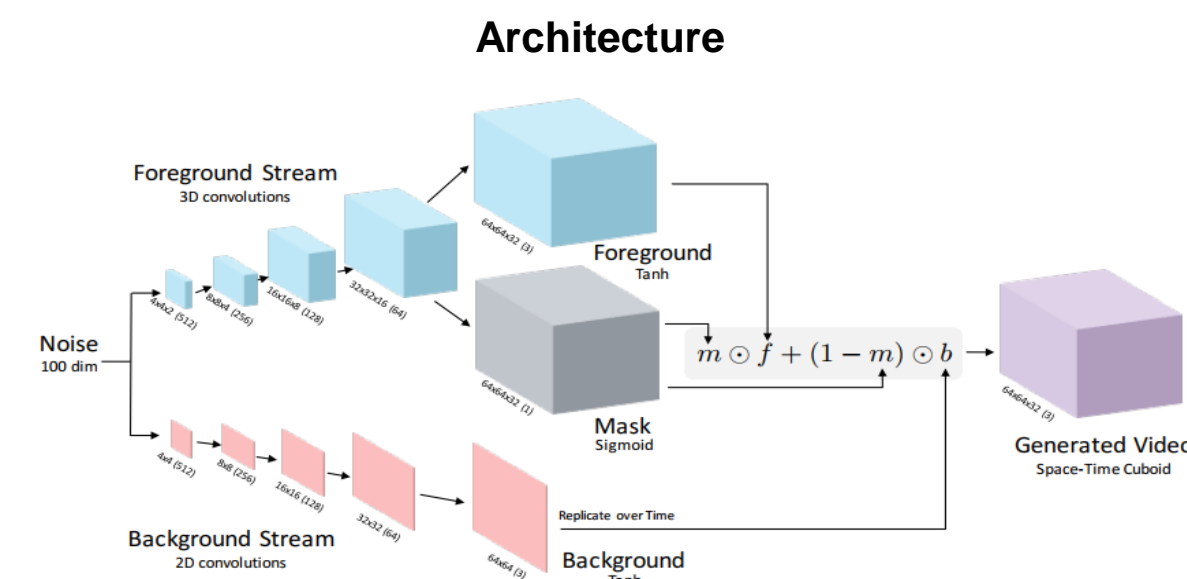 Architecture
Foreground Stream
3D convolutions
4x4x2 (512)
8x8x4 (256)
16x16x8 (128)
32x32x16 (64)
64x64x32 (3)
Foreground
Tanh
Noise
100 dim
64x64x32 (1)
Mask
Sigmoid
m ⊙ f + (1 − m) ⊙ b
64x64x32 (3)
Generated Video
Space-Time Cuboid
4x4 (512)
8x8 (256)
16x16 (128)
32x32 (64)
64x64 (3)
Background Stream
2D convolutions
Replicate over Time
Background
Tanh